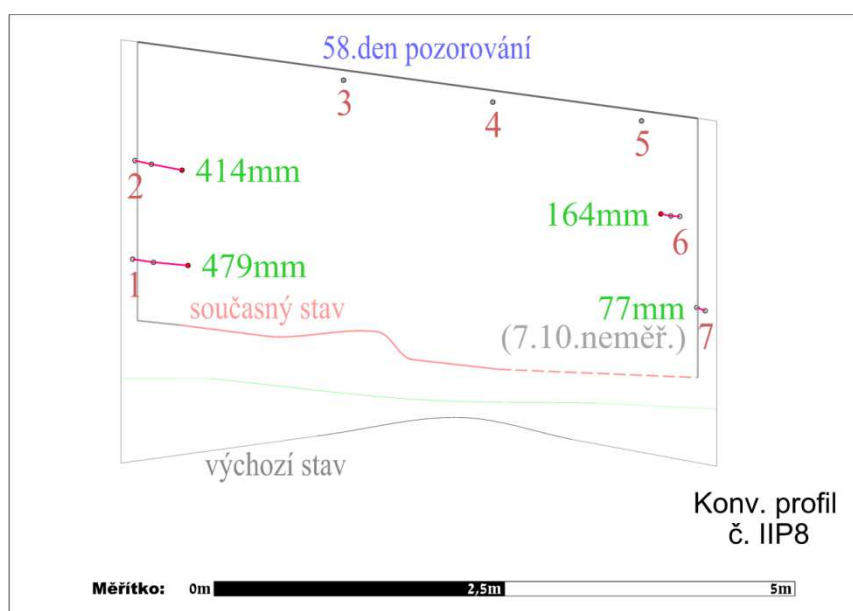 58.den pozorování
3
4
5
2
414mm
164mm
6
479mm
1
současný stav
77mm
7
(7.10.neměř.)
výchozí stav
Konv. profil
č. IIP8
Měřítko: 0m 2,5m 5m